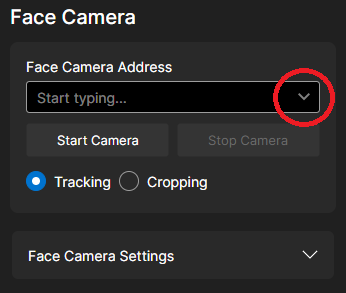 Face Camera
Face Camera Address
Start typing...
Start Camera
Stop Camera
Tracking
Cropping
Face Camera Settings